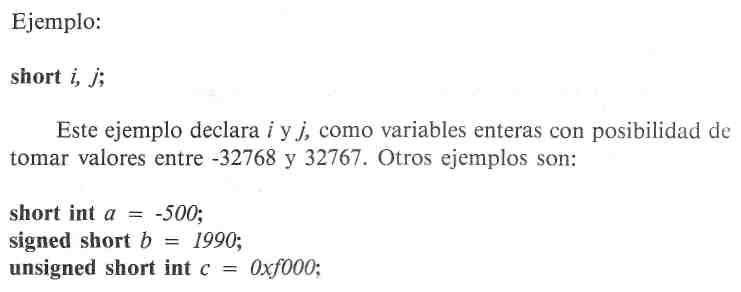 Ejemplo:
short i, j;
Este ejemplo declara i y j, como variables enteras con posibilidad de
tomar valores entre -32768 y 32767. Otros ejemplos son:
short int a = -500;
signed short b = 1990;
unsigned short int c = 0xf000;